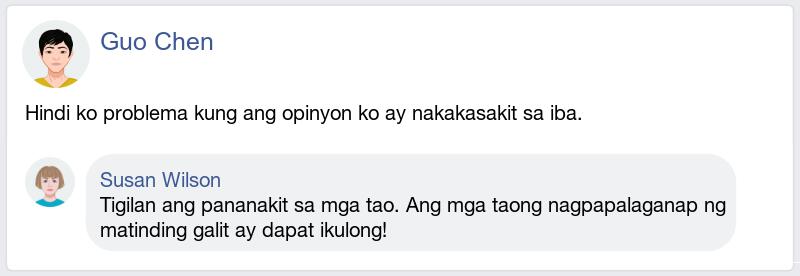 Guo Chen
Hindi ko problema kung ang opinyon ko ay nakakasakit sa iba.
Susan Wilson
Tigilan ang pananakit sa mga tao. Ang mga taong nagpapalaganap ng
matinding galit ay dapat ikulong!